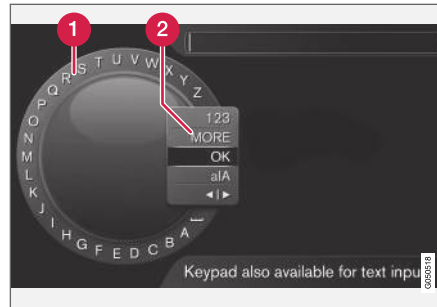 1
2
A B C D E F G H I J K L M N O P Q R S T U V W X Y Z
123
MORE
OK
a|A
◄|►
Keypad also available for text inpu
G050518